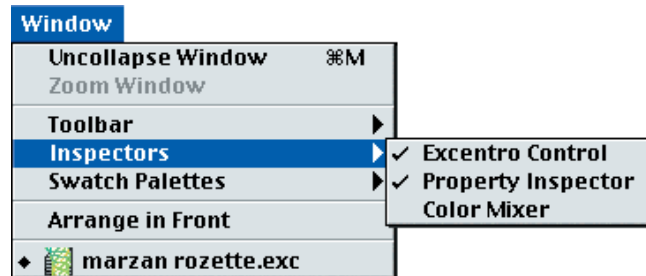 Window
Uncollapse Window ⌘M
Zoom Window
Toolbar
Inspectors
Swatch Palettes
Arrange in Front
marzan rozette.exc
Excentro Control
Property Inspector
Color Mixer